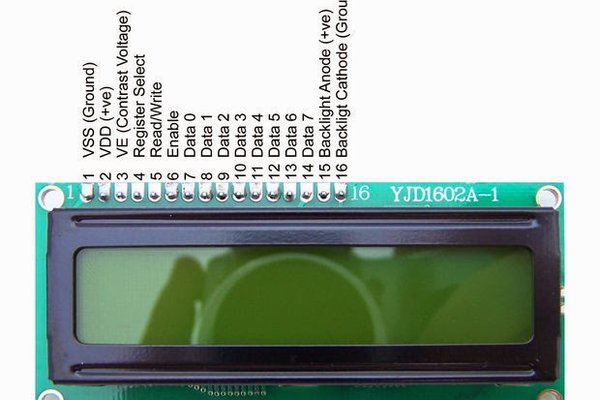 1 VSS (Ground)
2 VDD (+ve)
3 VE (Contrast Voltage)
4 Register Select
5 Read/Write
6 Enable
7 Data 0
8 Data 1
9 Data 2
10 Data 3
11 Data 4
12 Data 5
13 Data 6
14 Data 7
15 Backlight Anode (+ve)
16 Backligt Cathode (Grou
1
16
YJD1602A-1